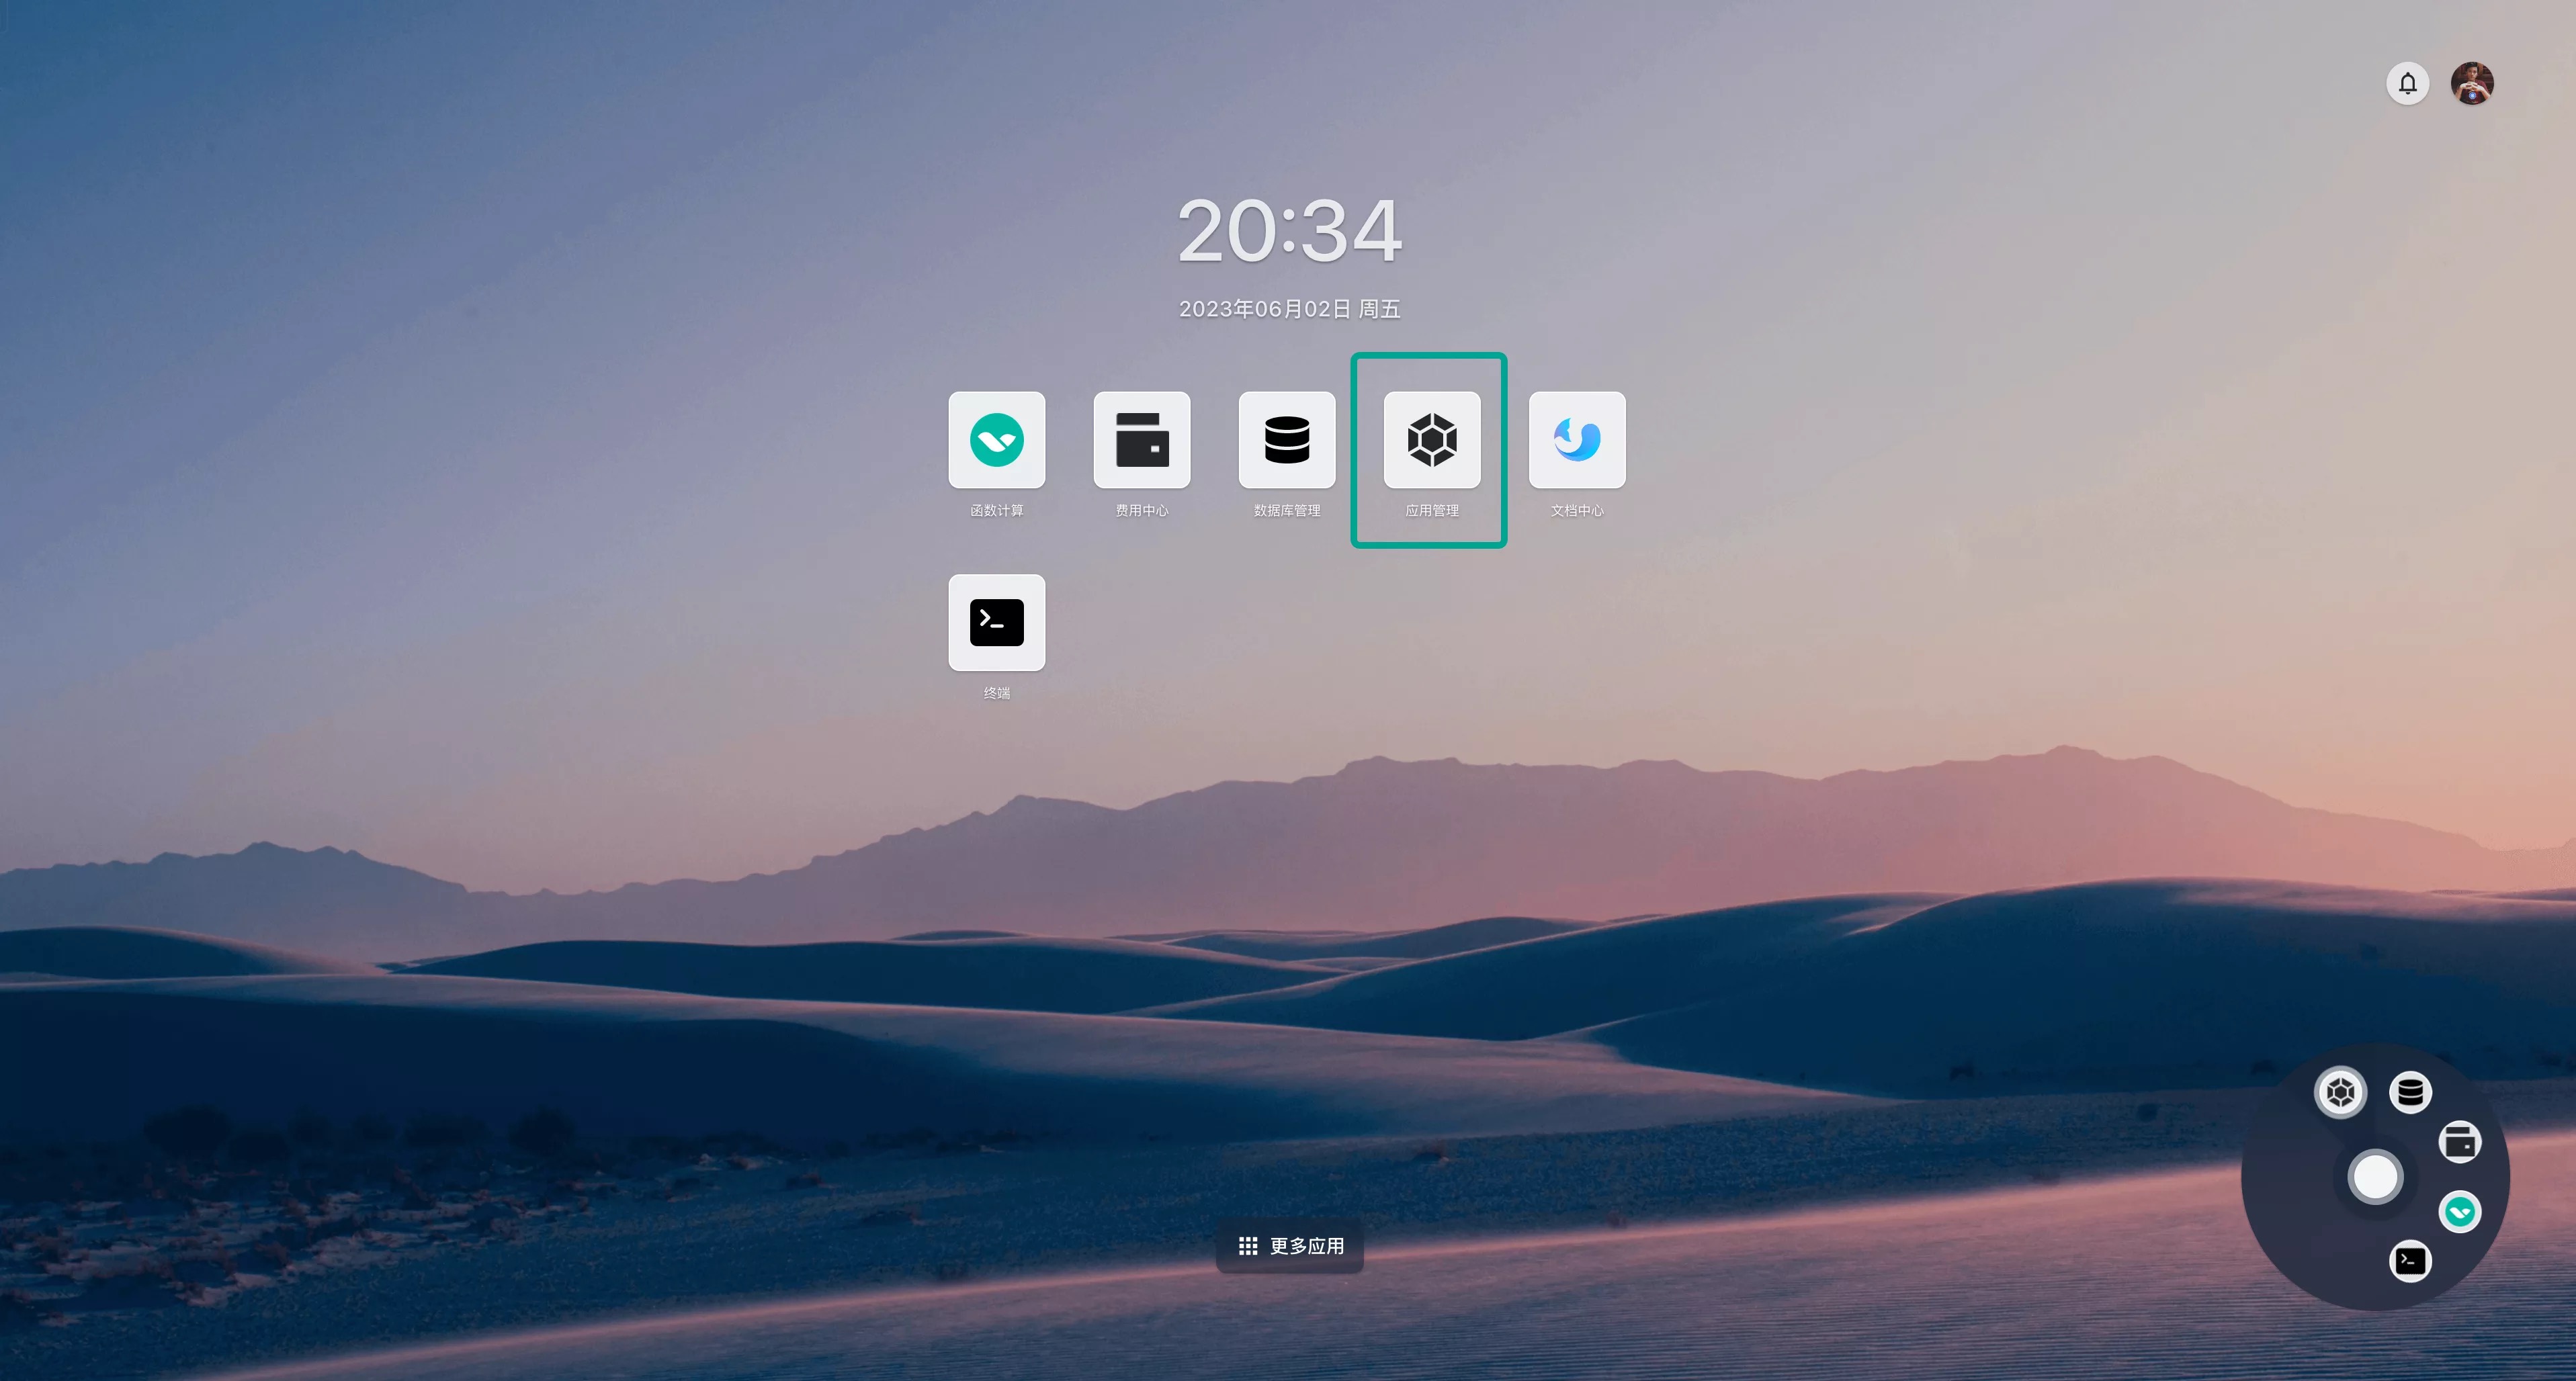 20:34
2023年06月02日 周五
函数计算
费用中心
数据库管理
应用管理
文档中心
终端
更多应用